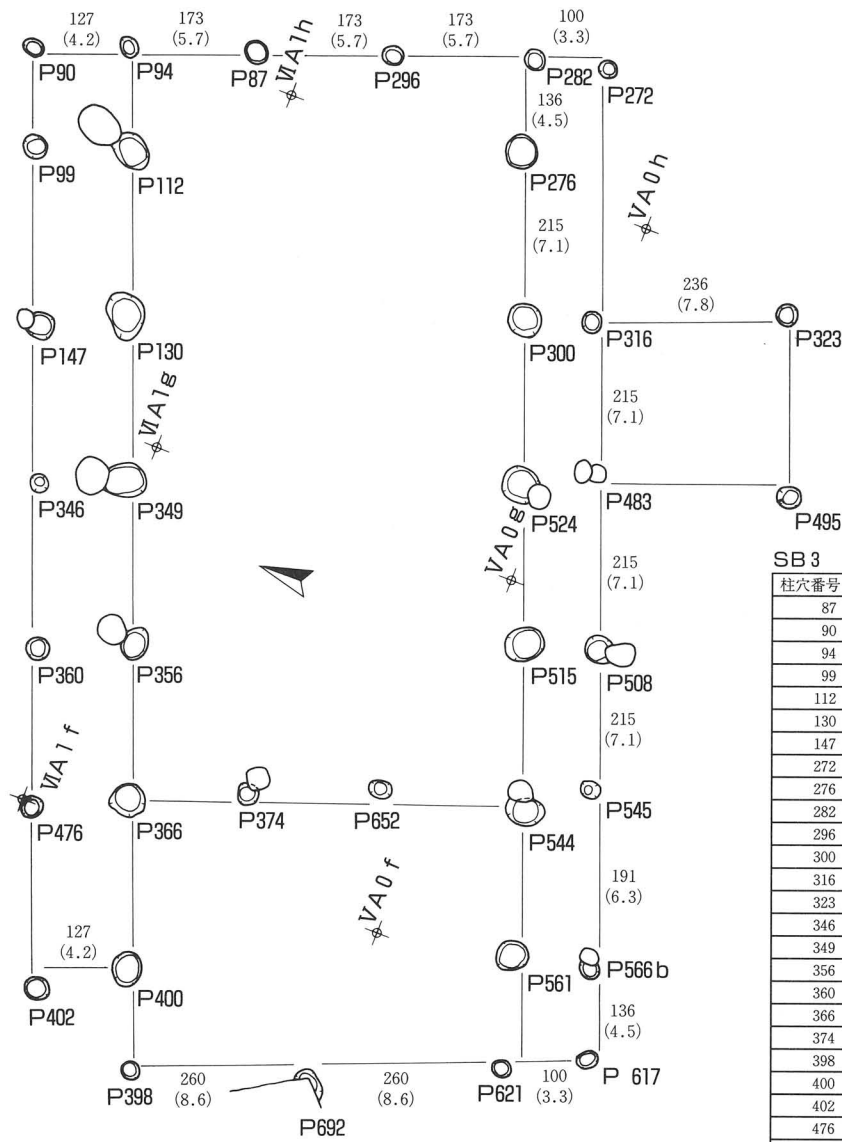 127 173 173 173 100
(4.2) (5.7) (5.7) (5.7) (3.3)
P90 P94 P87 ⅥA1h P296 P282 P272
136
(4.5)
P99 P112 P276
ⅤA0h
215
(7.1)
236
(7.8)
P147 P130 P300 P316 P323
ⅥA1g
215
(7.1)
P346 P349 P524 P483 P495
ⅤA0g
215
(7.1)
SB3
柱穴番号
87
90
94
99
112
130
147
272
276
282
296
300
316
323
346
349
356
360
366
374
398
400
402
476
P360 P356 P515 P508
215
(7.1)
ⅥA1f
P476 P366 P374 P652 P544 P545
191
(6.3)
ⅤA0f
127
(4.2)
P402 P400 P561 P566b
136
(4.5)
P398 260 260 P621 100 P617
(8.6) (8.6) (3.3)
P692